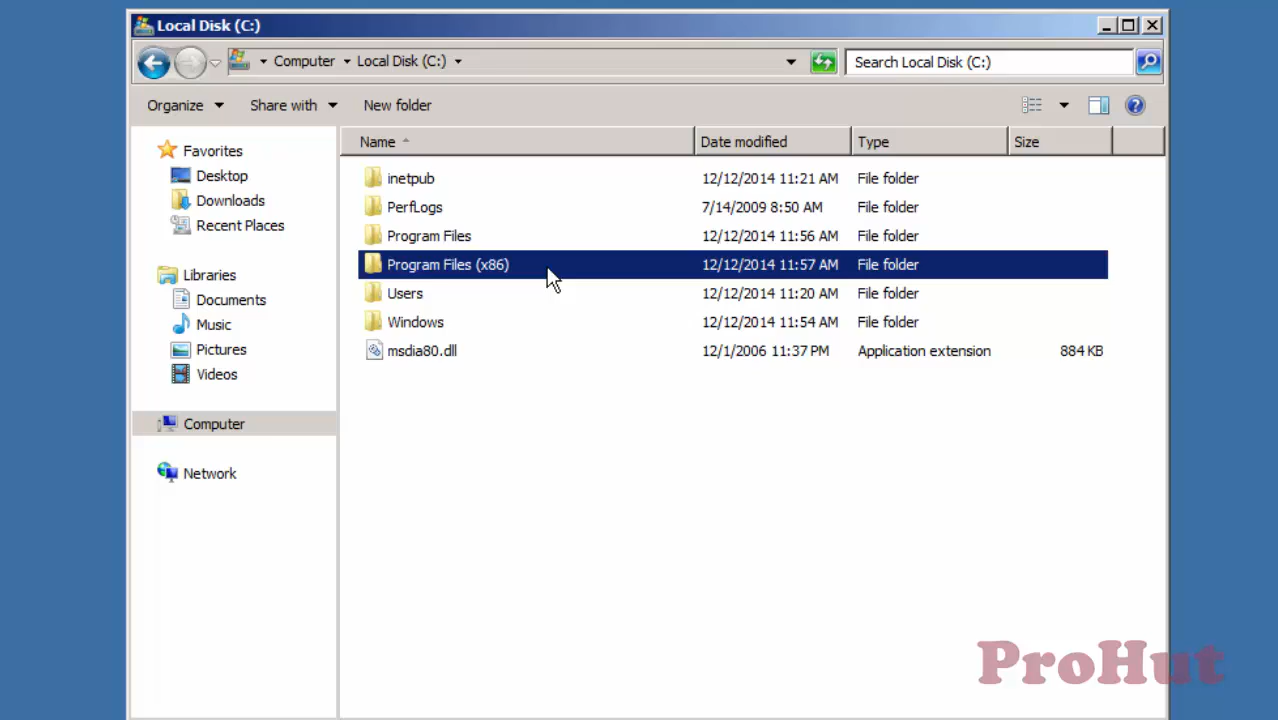 Local Disk (C:)
Computer Local Disk (C:) Search Local Disk (C:)
Organize Share with New folder
Name Date modified Type Size
Favorites
Desktop
Downloads
Recent Places
Libraries
Documents
Music
Pictures
Videos
Computer
Network
inetpub 12/12/2014 11:21 AM File folder
PerfLogs 7/14/2009 8:50 AM File folder
Program Files 12/12/2014 11:56 AM File folder
Program Files (x86) 12/12/2014 11:57 AM File folder
Users 12/12/2014 11:20 AM File folder
Windows 12/12/2014 11:54 AM File folder
msdia80.dll 12/1/2006 11:37 PM Application extension 884 KB
ProHut